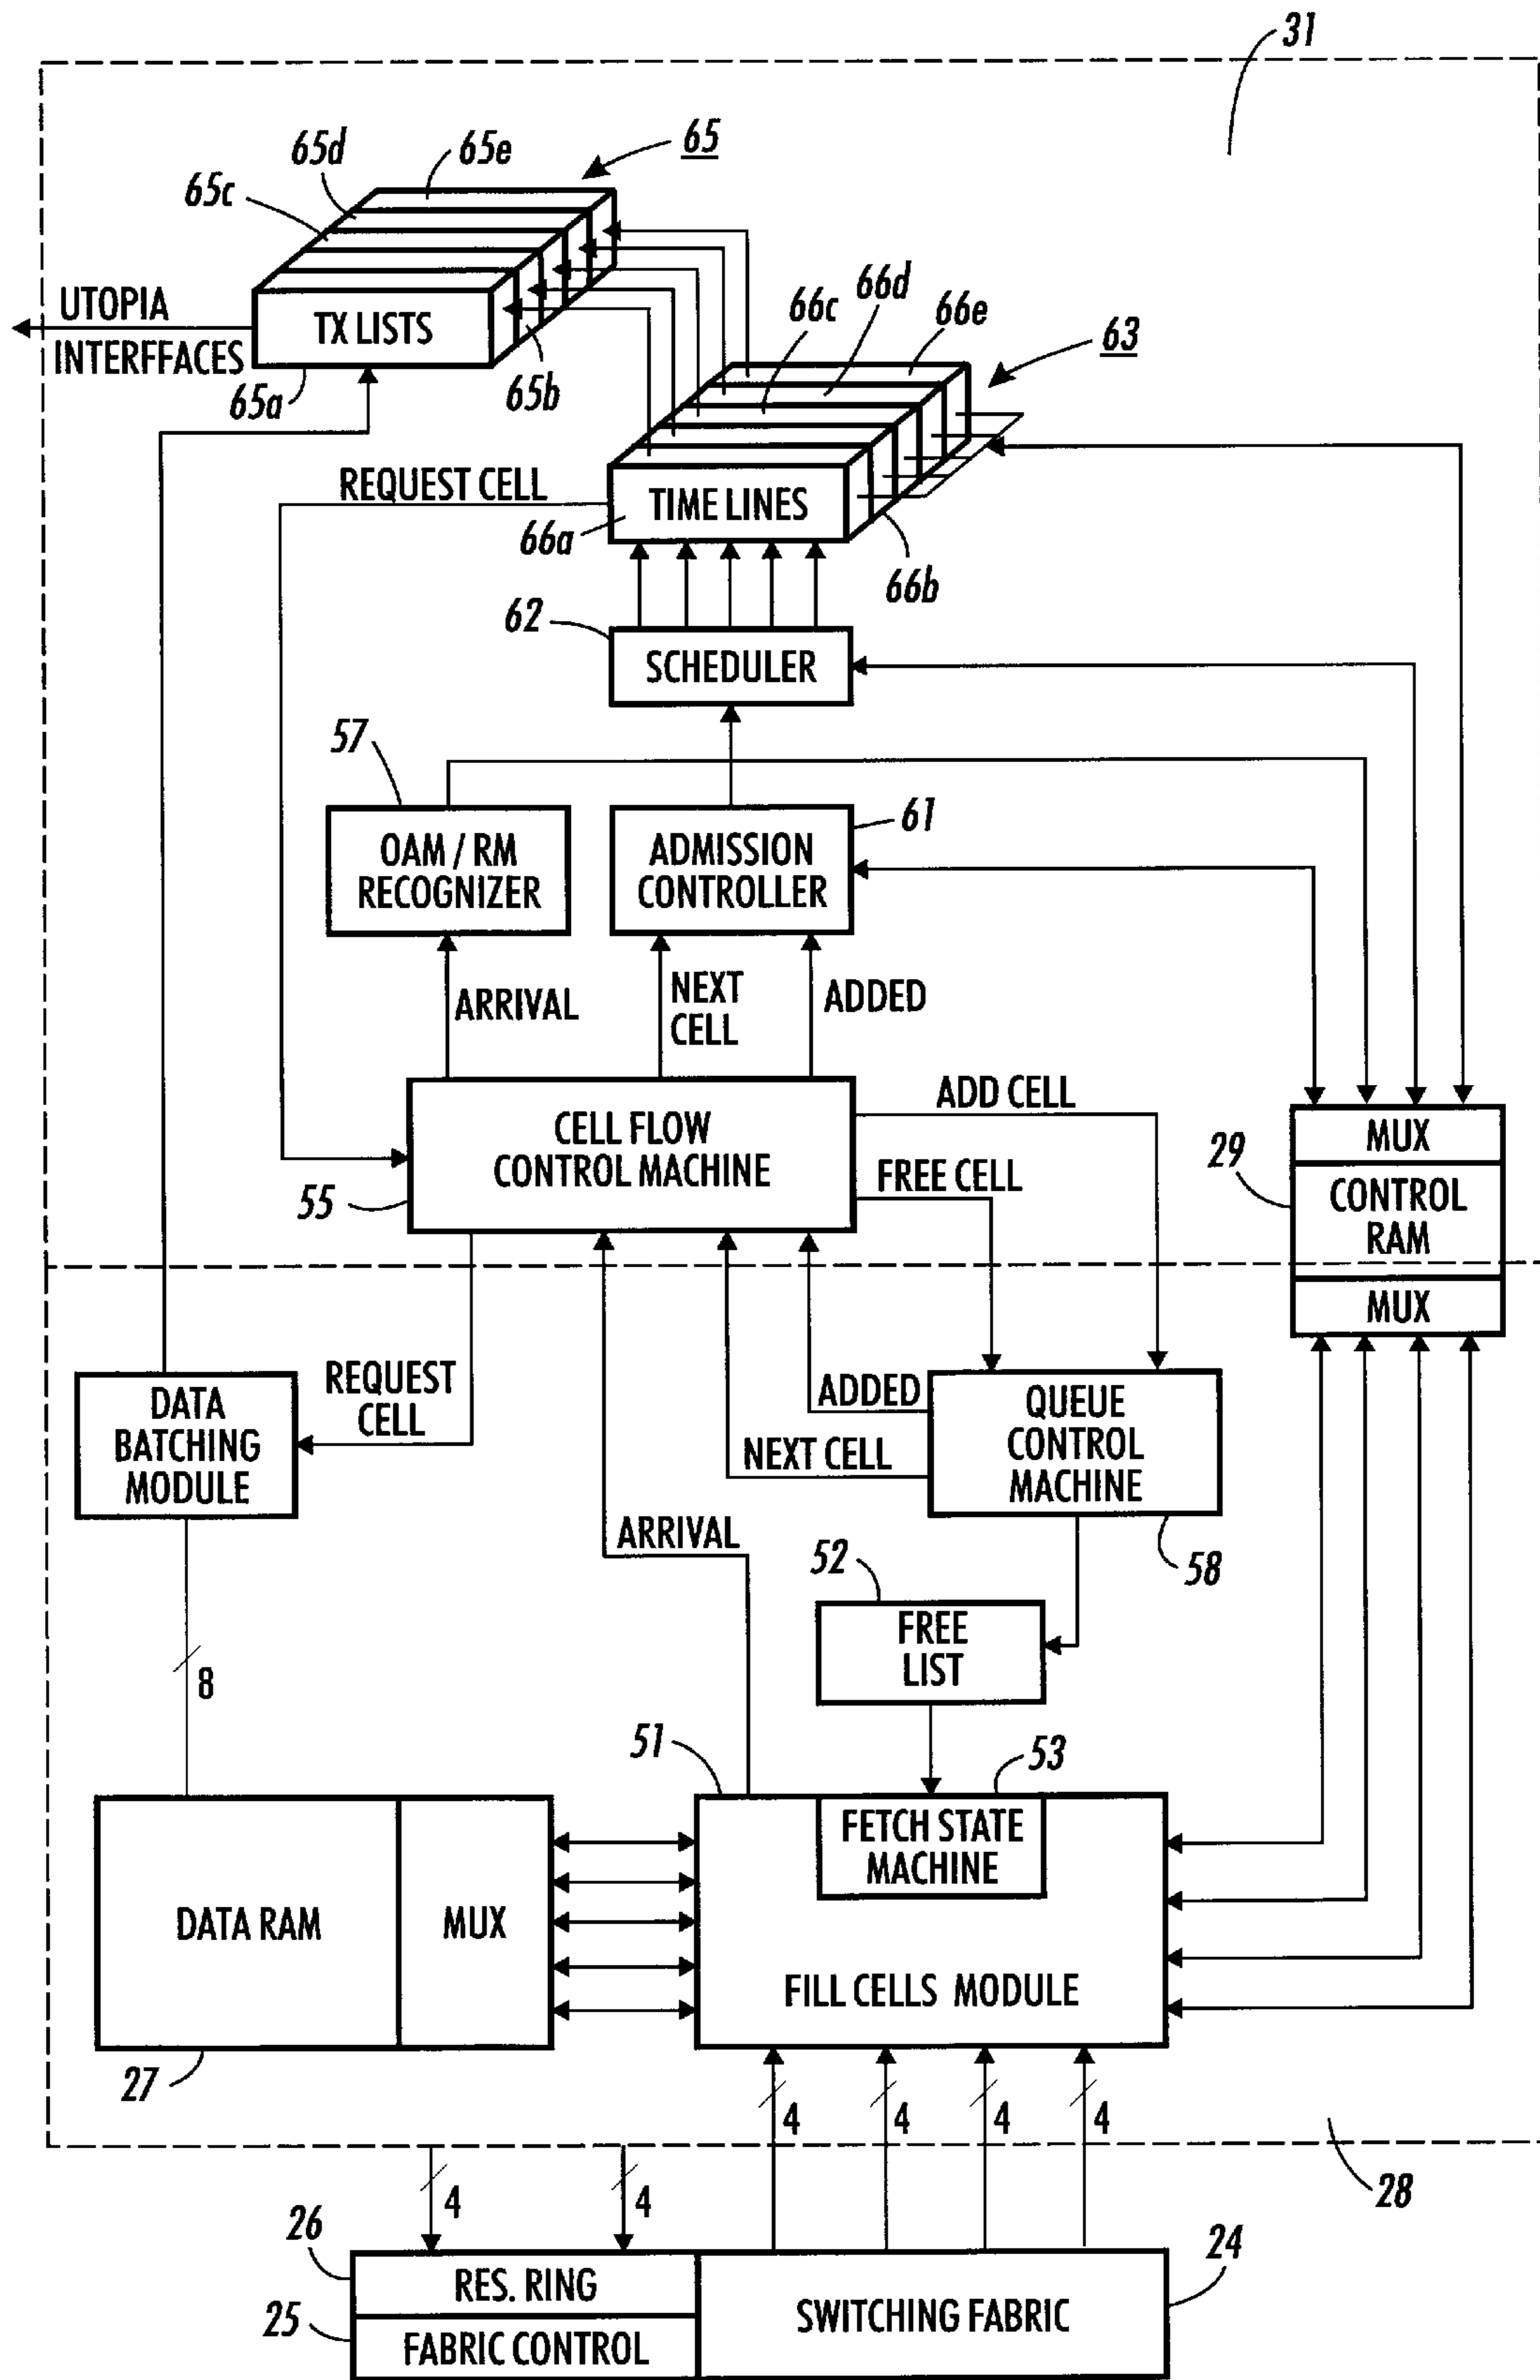 31
65d
65e
65
65c
UTOPIA
INTERFFACES
TX LISTS
65a
65b
66c
66d
66e
63
REQUEST CELL
TIME LINES
66a
66b
62
SCHEDULER
57
OAM / RM
RECOGNIZER
ADMISSION
CONTROLLER
61
ARRIVAL
NEXT
CELL
ADDED
CELL FLOW
CONTROL MACHINE
55
ADD CELL
FREE CELL
29
MUX
CONTROL
RAM
MUX
DATA
BATCHING
MODULE
REQUEST
CELL
ADDED
NEXT CELL
QUEUE
CONTROL
MACHINE
58
ARRIVAL
52
FREE
LIST
8
51
53
FETCH STATE
MACHINE
DATA RAM
MUX
FILL CELLS MODULE
27
4
4
4
4
28
4
4
26
RES. RING
25
FABRIC CONTROL
SWITCHING FABRIC
24